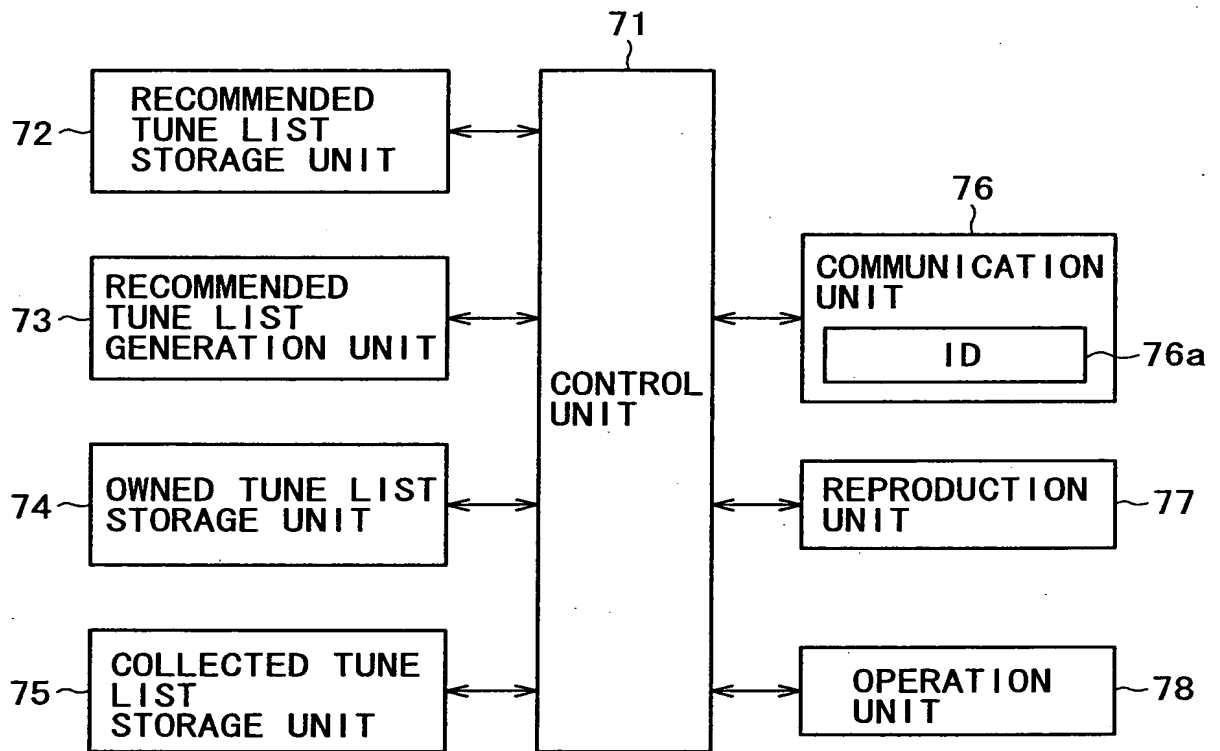 71
72
RECOMMENDED
TUNE LIST
STORAGE UNIT
73
RECOMMENDED
TUNE LIST
GENERATION UNIT
74
OWNED TUNE LIST
STORAGE UNIT
75
COLLECTED TUNE
LIST
STORAGE UNIT
CONTROL
UNIT
76
COMMUNICATION
UNIT
ID
76a
REPRODUCTION
UNIT
77
OPERATION
UNIT
78